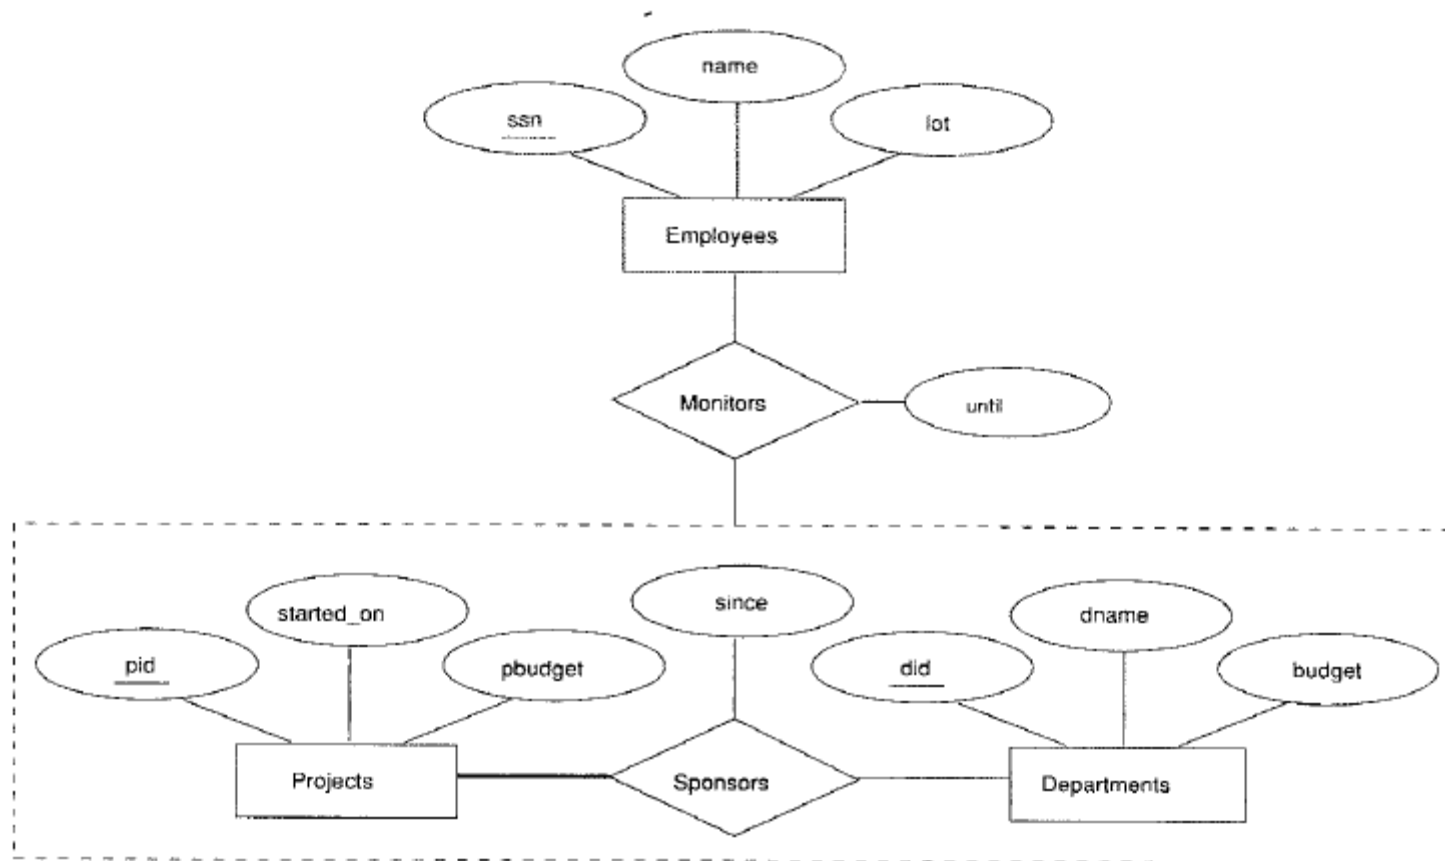 name
ssn
lot
Employees
Monitors
until
since
started_on
dname
pid
pbudget
did
budget
Projects
Sponsors
Departments